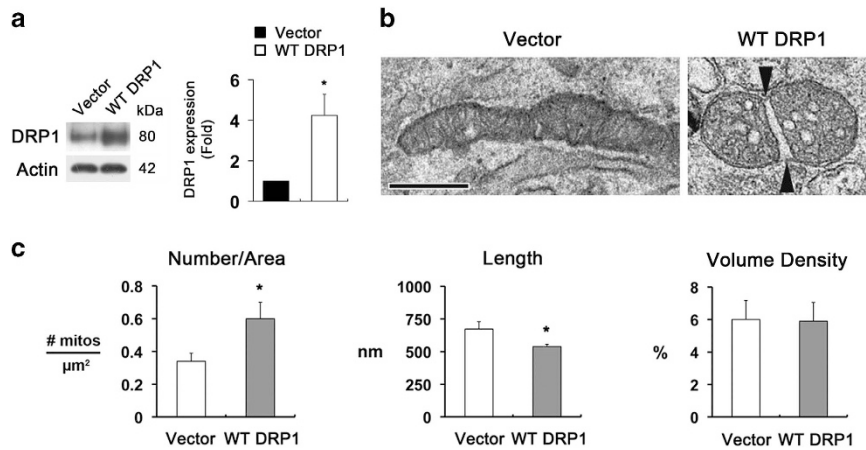 a
Vector
WT DRP1
kDa
DRP1
80
Actin
42
Vector
WT DRP1
DRP1 expression
(Fold)
6
4
2
0
*
b
Vector
WT DRP1
c
Number/Area
# mitos
µm²
0.8
0.6
0.4
0.2
0
*
Vector
WT DRP1
Length
nm
1000
750
500
250
0
*
Vector
WT DRP1
Volume Density
%
8
6
4
2
0
Vector
WT DRP1